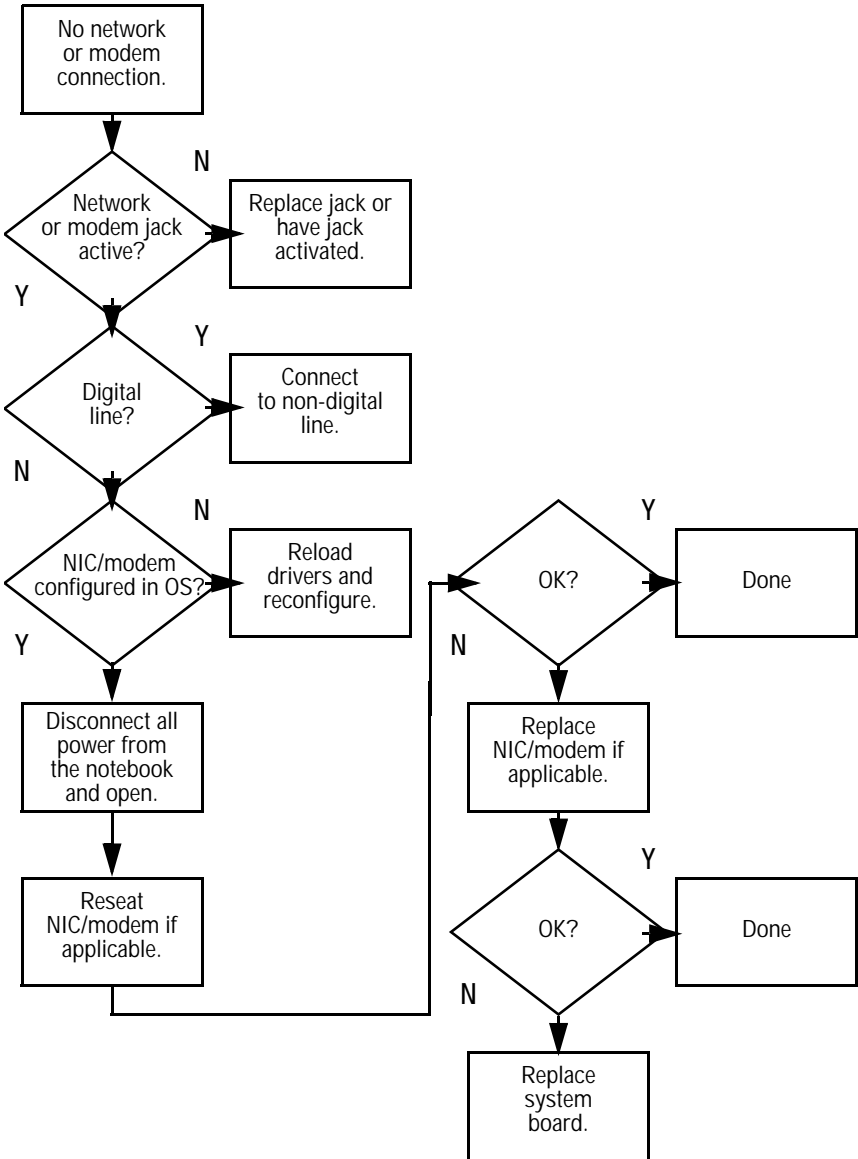 No network
or modem
connection.
N
Network
or modem jack
active?
Replace jack or
have jack
activated.
Y
Y
Digital
line?
Connect
to non-digital
line.
N
N
NIC/modem
configured in OS?
Reload
drivers and
reconfigure.
Y
Disconnect all
power from
the notebook
and open.
Reseat
NIC/modem if
applicable.
Y
OK?
Done
N
Replace
NIC/modem if
applicable.
Y
OK?
Done
N
Replace
system
board.